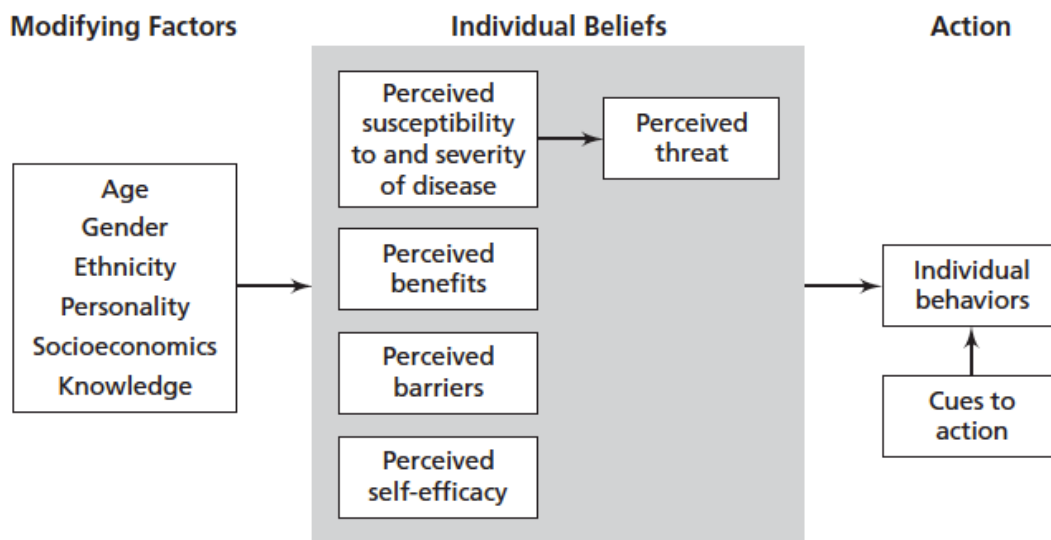 Modifying Factors
Individual Beliefs
Action
Age
Gender
Ethnicity
Personality
Socioeconomics
Knowledge
Perceived
susceptibility
to and severity
of disease
Perceived
threat
Perceived
benefits
Perceived
barriers
Perceived
self-efficacy
Individual
behaviors
Cues to
action